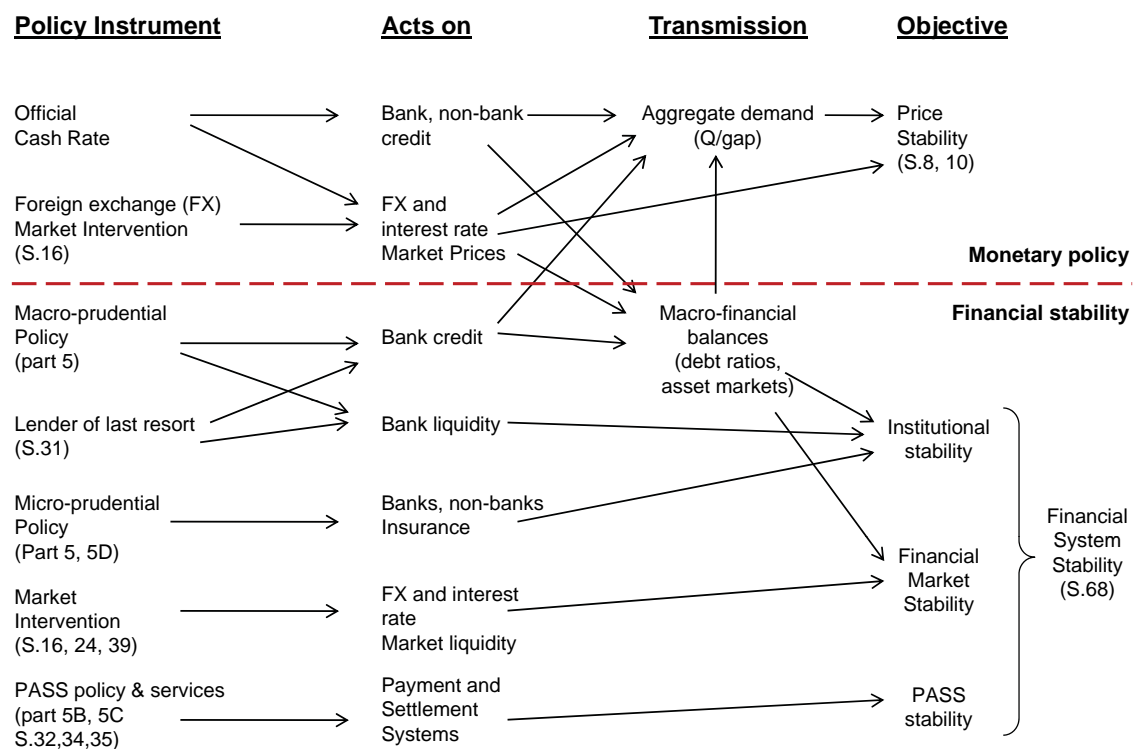 Policy Instrument
Acts on
Transmission
Objective
Official
Cash Rate
Bank, non-bank
credit
Aggregate demand
(Q/gap)
Price
Stability
(S.8, 10)
Foreign exchange (FX)
Market Intervention
(S.16)
FX and
interest rate
Market Prices
Monetary policy
Financial stability
Macro-prudential
Policy
(part 5)
Bank credit
Macro-financial
balances
(debt ratios,
asset markets)
Lender of last resort
(S.31)
Bank liquidity
Institutional
stability
Micro-prudential
Policy
(Part 5, 5D)
Banks, non-banks
Insurance
Financial
Market
Stability
Financial
System
Stability
(S.68)
Market
Intervention
(S.16, 24, 39)
FX and interest
rate
Market liquidity
PASS policy & services
(part 5B, 5C
S.32,34,35)
Payment and
Settlement
Systems
PASS
stability